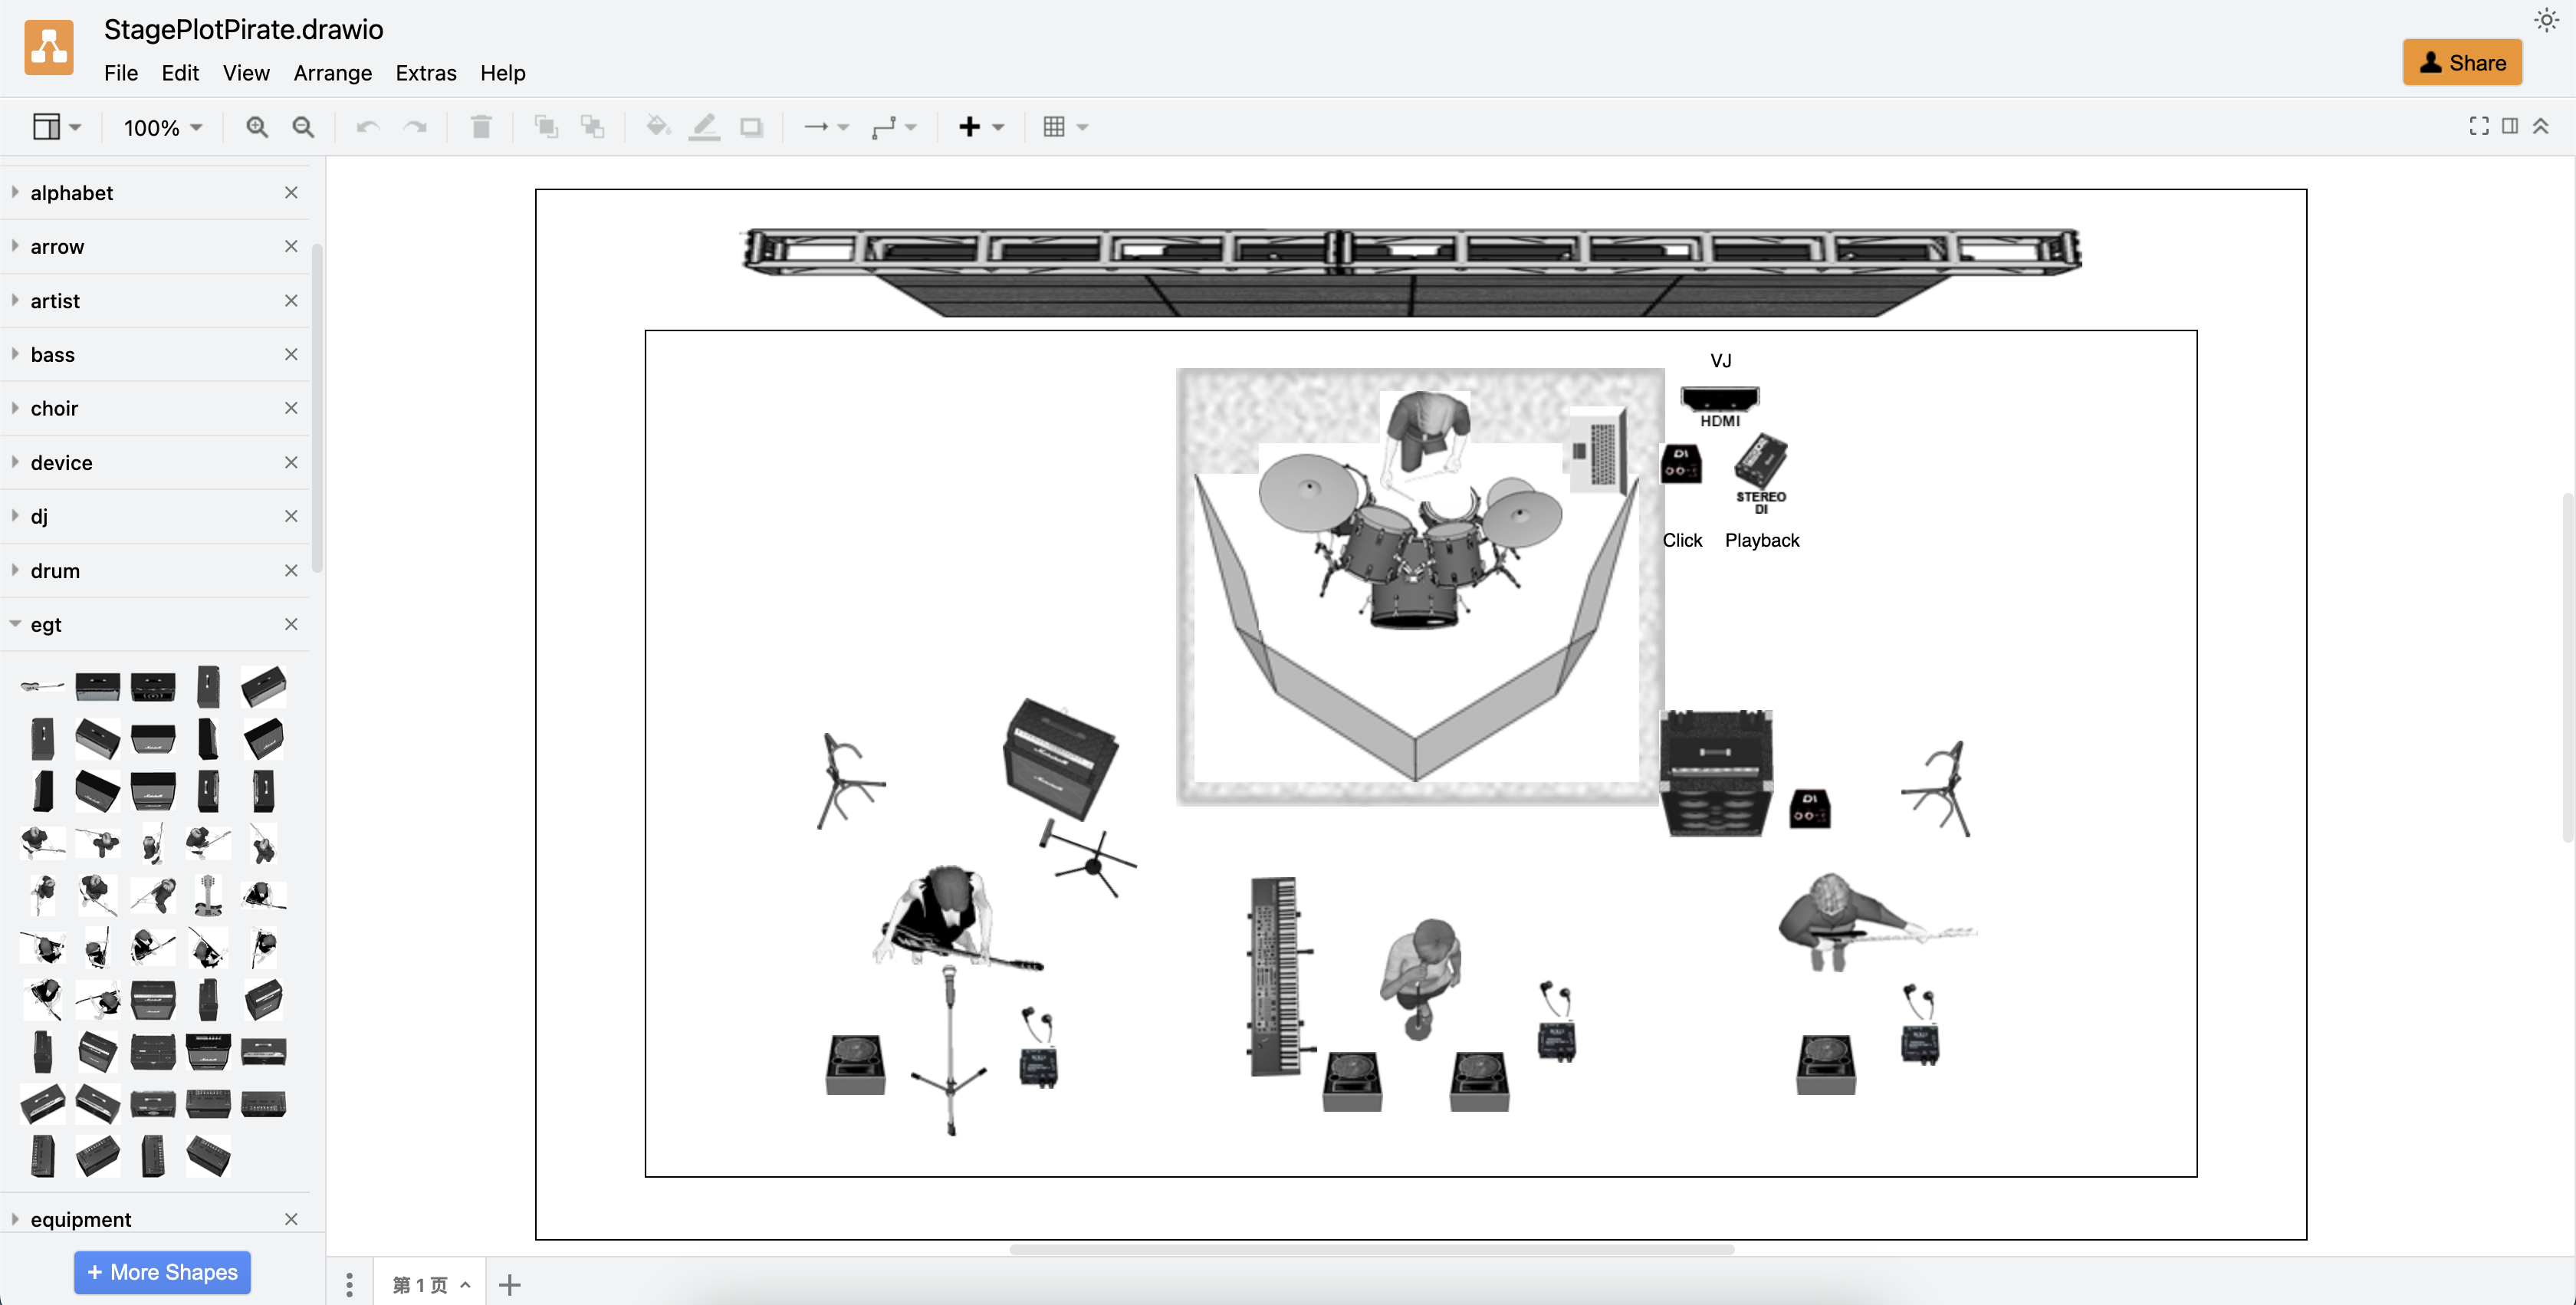 StagePlotPirate.drawio
File Edit View Arrange Extras Help
Share
100%
alphabet
arrow
artist
bass
choir
device
dj
drum
egt
equipment
+ More Shapes
VJ
HDMI
DI
STEREO
DI
Click Playback
DI
第 1 页